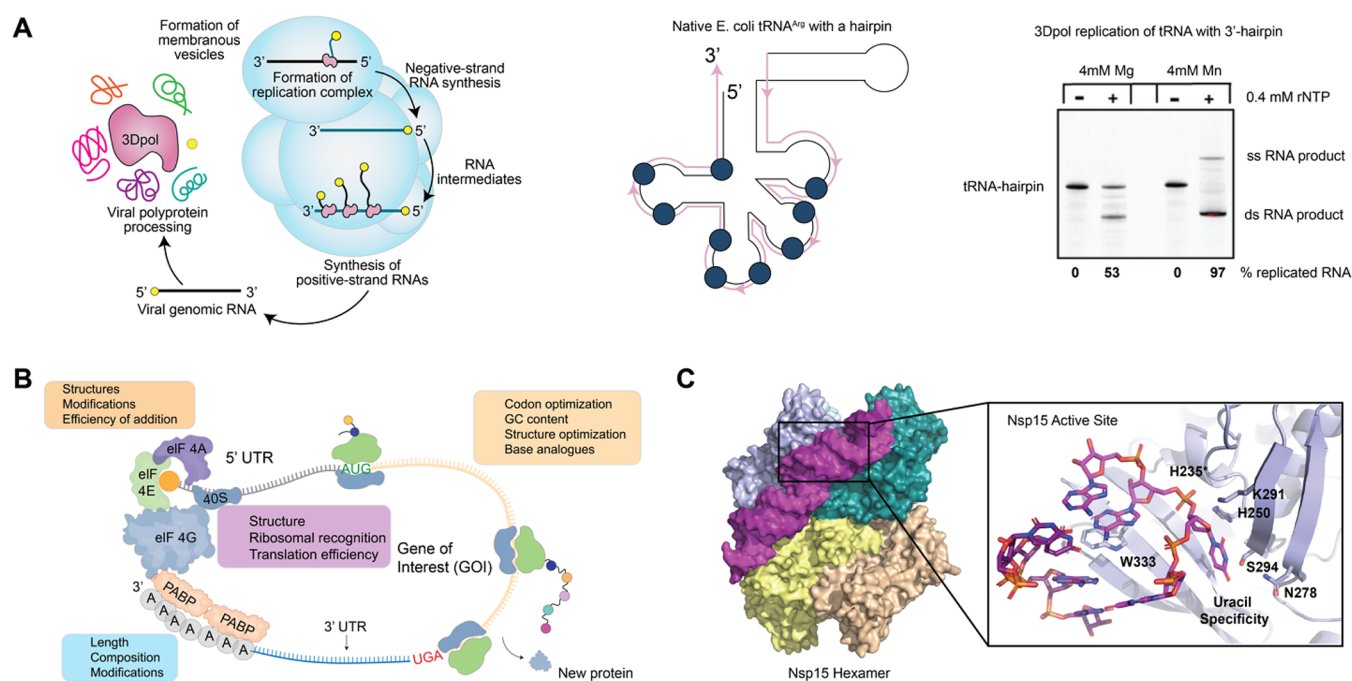 A
Formation of
membranous
vesicles
3Dpol
Viral polyprotein
processing
5’ 3’
Viral genomic RNA
3’ 5’
Formation of
replication complex
Negative-strand
RNA synthesis
3’ 5’
RNA
intermediates
3’ 5’
Synthesis of
positive-strand RNAs
Native E. coli tRNAArg with a hairpin
3’
5’
3Dpol replication of tRNA with 3’-hairpin
4mM Mg 4mM Mn
- + - + 0.4 mM rNTP
ss RNA product
tRNA-hairpin
ds RNA product
0 53 0 97 % replicated RNA
B
Structures
Modifications
Efficiency of addition
eIF 4A
eIF
4E
40S
eIF 4G
5’ UTR
AUG
Codon optimization
GC content
Structure optimization
Base analogues
Structure
Ribosomal recognition
Translation efficiency
Gene of
Interest (GOI)
3’
PABP
PABP
A A A A A A A
3’ UTR
UGA
New protein
Length
Composition
Modifications
C
Nsp15 Hexamer
Nsp15 Active Site
H235*
K291
H250
W333
S294
N278
Uracil
Specificity